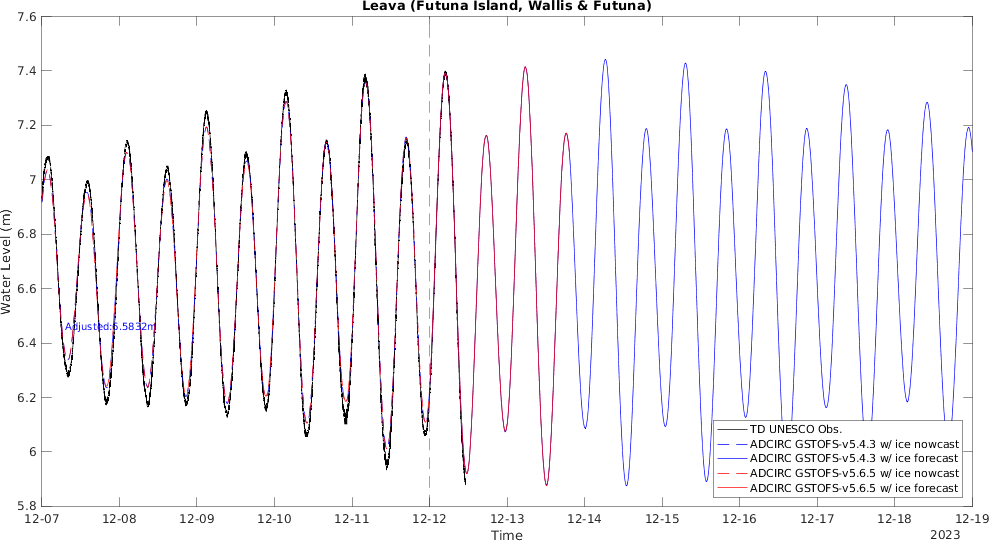 Leava (Futuna Island, Wallis & Futuna)
7.6
7.4
7.2
7
6.8
6.6
6.4
6.2
6
5.8
Water Level (m)
Adjusted:6.5832m
TD UNESCO Obs.
ADCIRC GSTOFS-v5.4.3 w/ ice nowcast
ADCIRC GSTOFS-v5.4.3 w/ ice forecast
ADCIRC GSTOFS-v5.6.5 w/ ice nowcast
ADCIRC GSTOFS-v5.6.5 w/ ice forecast
12-07 12-08 12-09 12-10 12-11 12-12 12-13 12-14 12-15 12-16 12-17 12-18 12-19
Time
2023